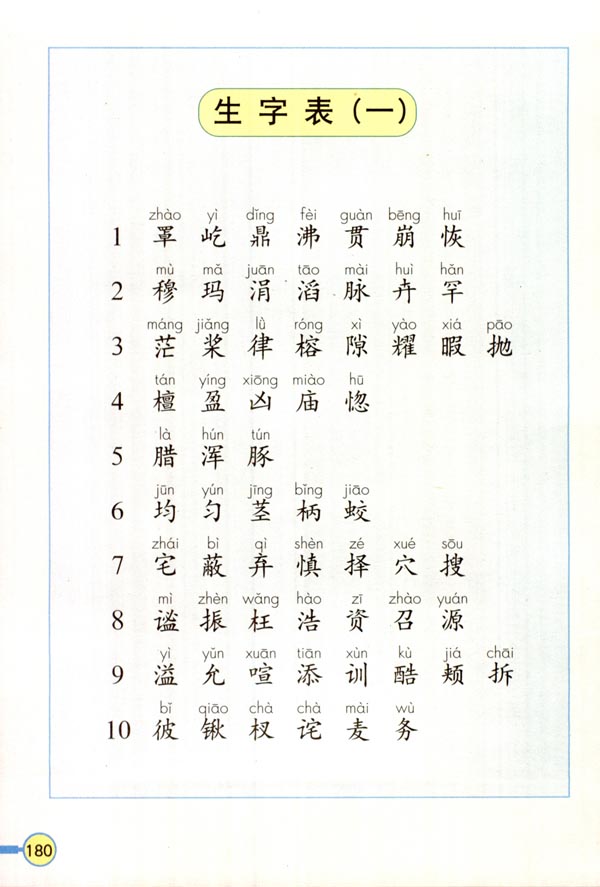 生字表（一）
zhào yì dǐng fèi guàn bēng huī
1 罩 屹 鼎 沸 贯 崩 恢
mù mǎ juān tāo mài huì hǎn
2 穆 玛 涓 滔 脉 卉 罕
máng jiǎng lǜ róng xì yào xiá pāo
3 茫 桨 律 榕 隙 耀 暇 抛
tán yíng xiōng miào hū
4 檀 盈 凶 庙 惚
là hún tún
5 腊 浑 豚
jūn yún jīng bǐng jiāo
6 均 匀 茎 柄 蛟
zhái bì qì shèn zé xué sōu
7 宅 蔽 弃 慎 择 穴 搜
mì zhèn wǎng hào zī zhào yuán
8 谧 振 枉 浩 资 召 源
yì yǔn xuān tiān xùn kù jiá chāi
9 溢 允 喧 添 训 酷 颊 拆
bǐ qiāo chà chà mài wù
10 彼 锹 杈 诧 麦 务
180